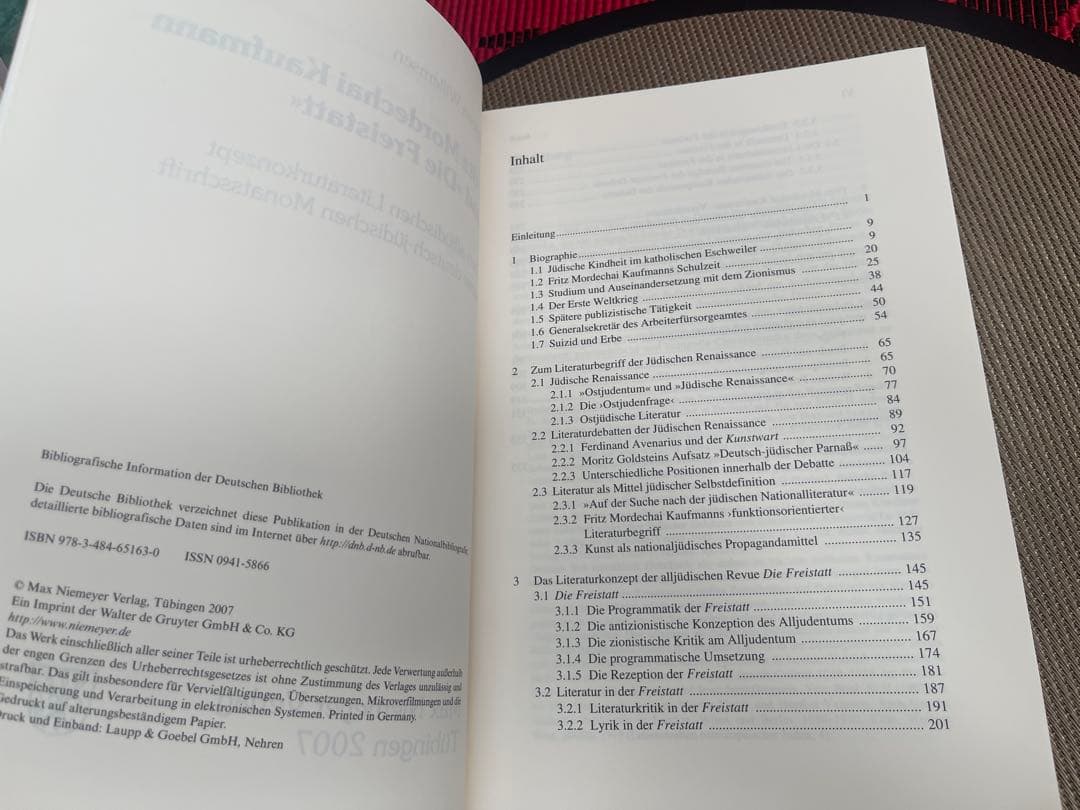 Bibliografische Information der Deutschen Bibliothek
Die Deutsche Bibliothek verzeichnet diese Publikation in der Deutschen Nationalbibliografie;
detaillierte bibliografische Daten sind im Internet über http://dnb.d-nb.de abrufbar.
ISBN 978-3-484-65163-0 ISSN 0941-5866
© Max Niemeyer Verlag, Tübingen 2007
Ein Imprint der Walter de Gruyter GmbH & Co. KG
http://www.niemeyer.de
Das Werk einschließlich aller seiner Teile ist urheberrechtlich geschützt. Jede Verwertung außerhalb
der engen Grenzen des Urheberrechtsgesetzes ist ohne Zustimmung des Verlages unzulässig und
strafbar. Das gilt insbesondere für Vervielfältigungen, Übersetzungen, Mikroverfilmungen und die
Einspeicherung und Verarbeitung in elektronischen Systemen. Printed in Germany.
Gedruckt auf alterungsbeständigem Papier.
Druck und Einband: Laupp & Goebel GmbH, Nehren
Inhalt
Einleitung 1
1 Biographie 9
1.1 Jüdische Kindheit im katholischen Eschweiler 9
1.2 Fritz Mordechai Kaufmanns Schulzeit 20
1.3 Studium und Auseinandersetzung mit dem Zionismus 25
1.4 Der Erste Weltkrieg 38
1.5 Spätere publizistische Tätigkeit 44
1.6 Generalsekretär des Arbeiterfürsorgeamtes 50
1.7 Suizid und Erbe 54
2 Zum Literaturbegriff der Jüdischen Renaissance 65
2.1 Jüdische Renaissance 65
2.1.1 »Ostjudentum« und »Jüdische Renaissance« 70
2.1.2 Die ›Ostjudenfrage‹ 77
2.1.3 Ostjüdische Literatur 84
2.2 Literaturdebatten der Jüdischen Renaissance 89
2.2.1 Ferdinand Avenarius und der Kunstwart 92
2.2.2 Moritz Goldsteins Aufsatz »Deutsch-jüdischer Parnaß« 97
2.2.3 Unterschiedliche Positionen innerhalb der Debatte 104
2.3 Literatur als Mittel jüdischer Selbstdefinition 117
2.3.1 »Auf der Suche nach der jüdischen Nationalliteratur« 119
2.3.2 Fritz Mordechai Kaufmanns ›funktionsorientierter‹
Literaturbegriff 127
2.3.3 Kunst als nationaljüdisches Propagandamittel 135
3 Das Literaturkonzept der alljüdischen Revue Die Freistatt 145
3.1 Die Freistatt 145
3.1.1 Die Programmatik der Freistatt 151
3.1.2 Die antizionistische Konzeption des Alljudentums 159
3.1.3 Die zionistische Kritik am Alljudentum 167
3.1.4 Die programmatische Umsetzung 174
3.1.5 Die Rezeption der Freistatt 181
3.2 Literatur in der Freistatt 187
3.2.1 Literaturkritik in der Freistatt 191
3.2.2 Lyrik in der Freistatt 201